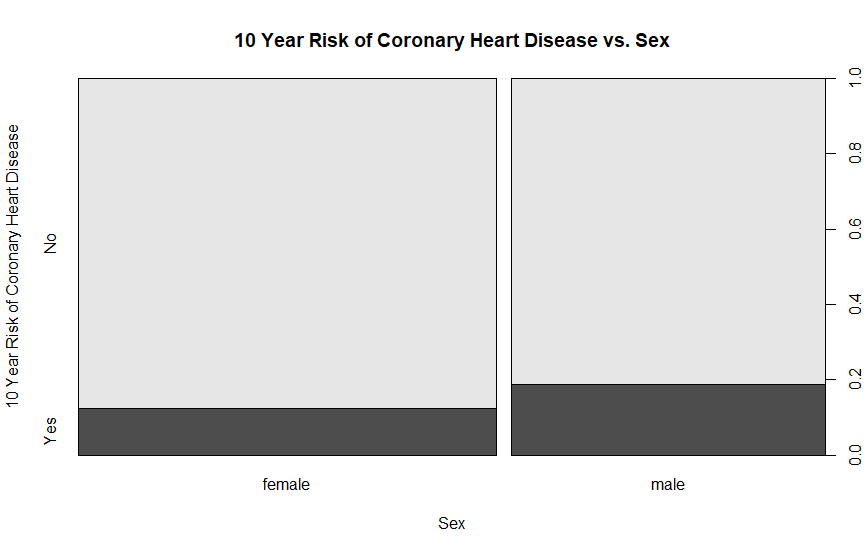 10 Year Risk of Coronary Heart Disease vs. Sex
10 Year Risk of Coronary Heart Disease
No
Yes
1.0
0.8
0.6
0.4
0.2
0.0
female
male
Sex